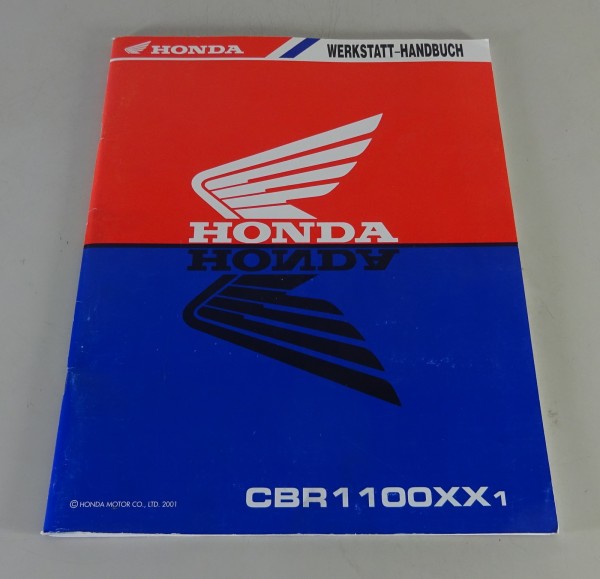 HONDA
WERKSTATT-HANDBUCH
HONDA
HONDA
© HONDA MOTOR CO., LTD. 2001
CBR1100XX1